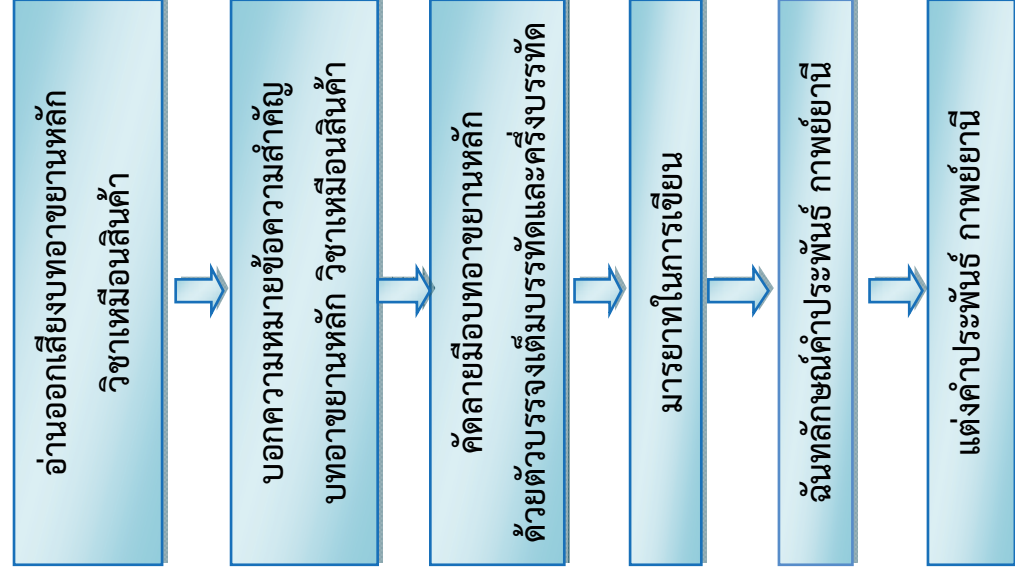 อ่านออกเสียงบทอาขยานหลัก
วิชาเหมือนสินค้า
บอกความหมายข้อความสำคัญ
บทอาขยานหลัก วิชาเหมือนสินค้า
คัดลายมือบทอาขยานหลัก
ด้วยตัวบรรจงเต็มบรรทัดและครึ่งบรรทัด
มารยาทในการเขียน
ฉันทลักษณ์คำประพันธ์ กาพย์ยานี
แต่งคำประพันธ์ กาพย์ยานี